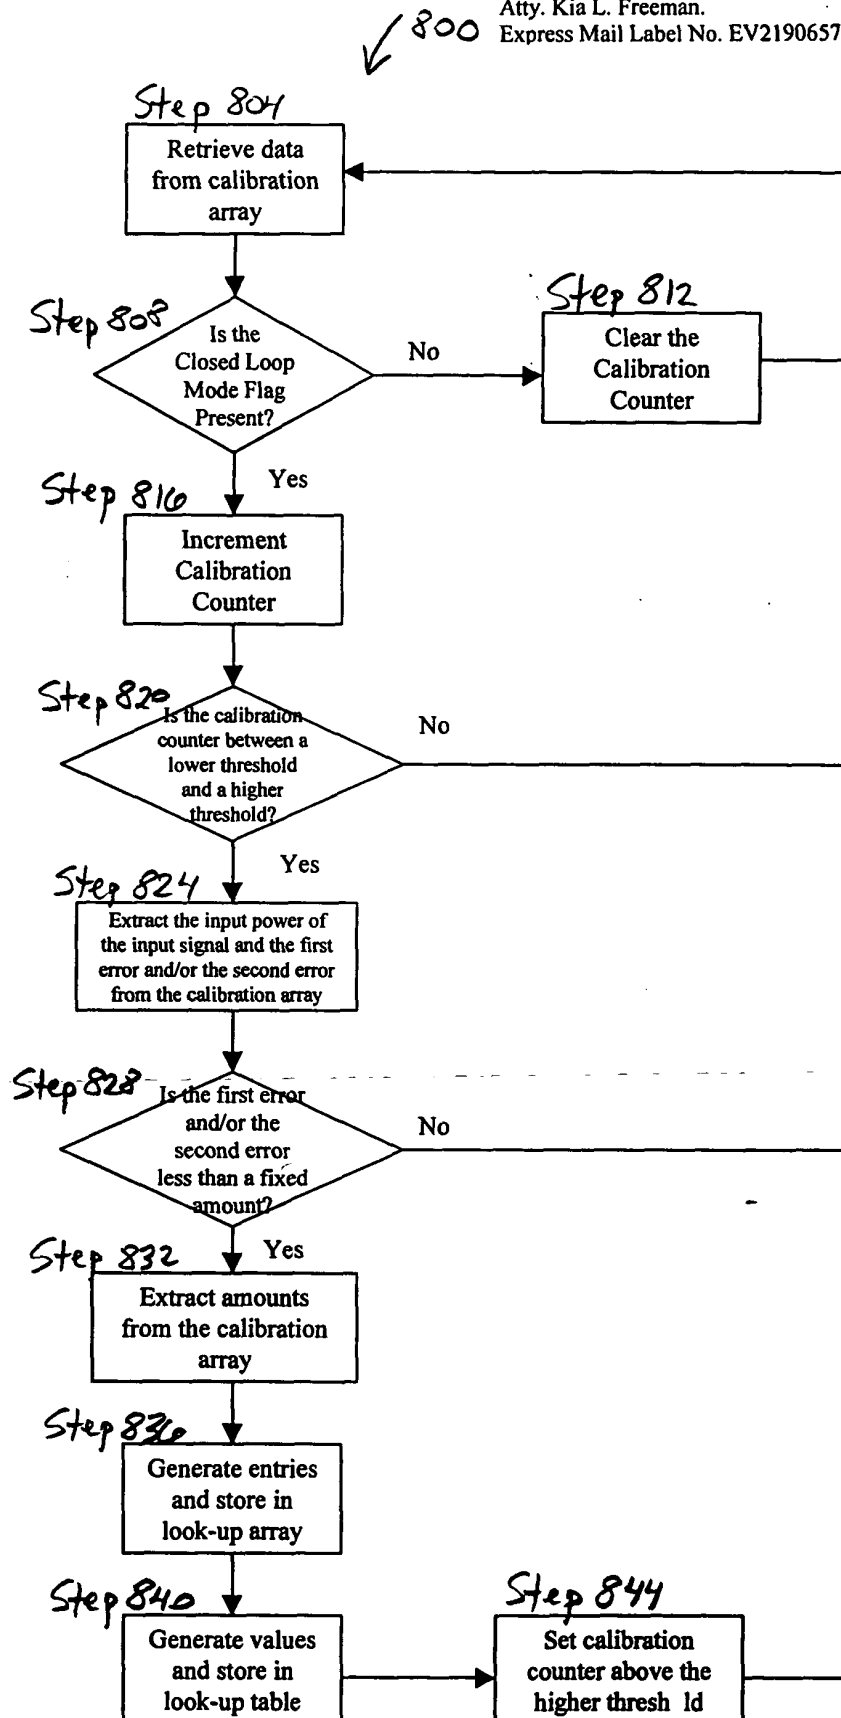 Atty. Kia L. Freeman.
800 Express Mail Label No. EV2190657
Step 804
Retrieve data
from calibration
array
Step 808
Is the
Closed Loop
Mode Flag
Present?
No
Step 812
Clear the
Calibration
Counter
Yes
Step 816
Increment
Calibration
Counter
Step 820
Is the calibration
counter between a
lower threshold
and a higher
threshold?
No
Yes
Step 824
Extract the input power of
the input signal and the first
error and/or the second error
from the calibration array
Step 828
Is the first error
and/or the
second error
less than a fixed
amount?
No
Yes
Step 832
Extract amounts
from the calibration
array
Step 836
Generate entries
and store in
look-up array
Step 840
Generate values
and store in
look-up table
Step 844
Set calibration
counter above the
higher thresh ld